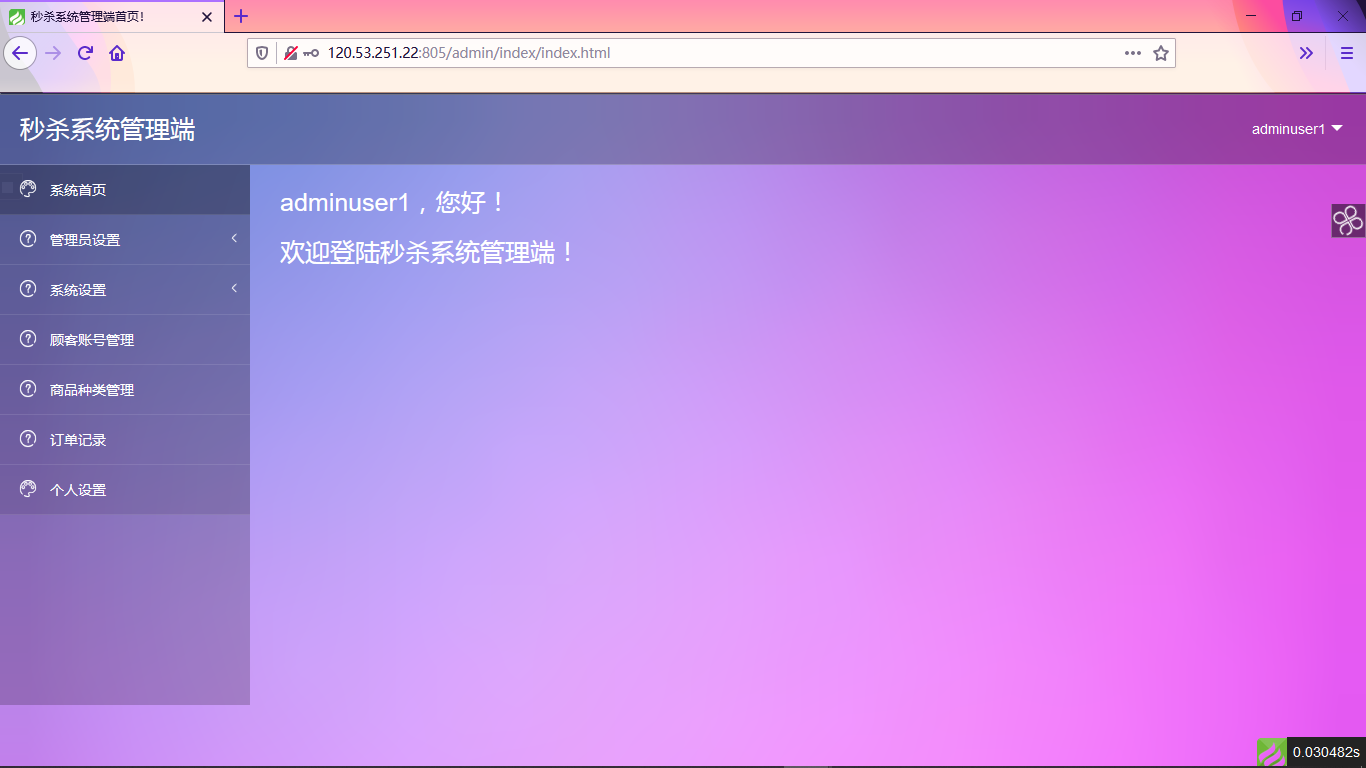 秒杀系统管理端首页!
120.53.251.22:805/admin/index/index.html
秒杀系统管理端
adminuser1
系统首页
管理员设置
系统设置
顾客账号管理
商品种类管理
订单记录
个人设置
adminuser1，您好！
欢迎登陆秒杀系统管理端！
0.030482s